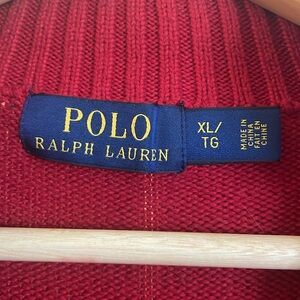 POLO
RALPH LAUREN
XL/
TG
MADE IN
CHINA
FAIT EN
CHINE